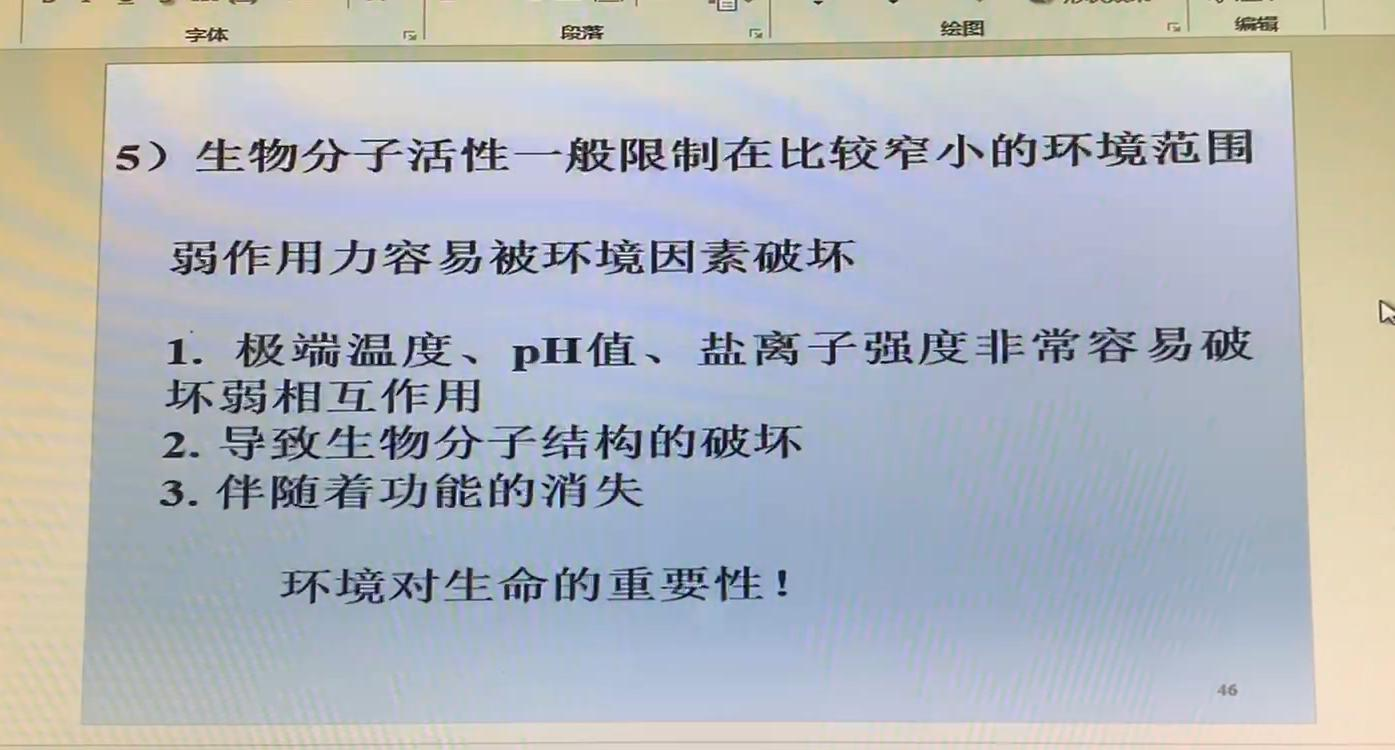 字体 段落 绘图 编辑
5）生物分子活性一般限制在比较窄小的环境范围
弱作用力容易被环境因素破坏
1. 极端温度、pH值、盐离子强度非常容易破
坏弱相互作用
2. 导致生物分子结构的破坏
3. 伴随着功能的消失
环境对生命的重要性！
46